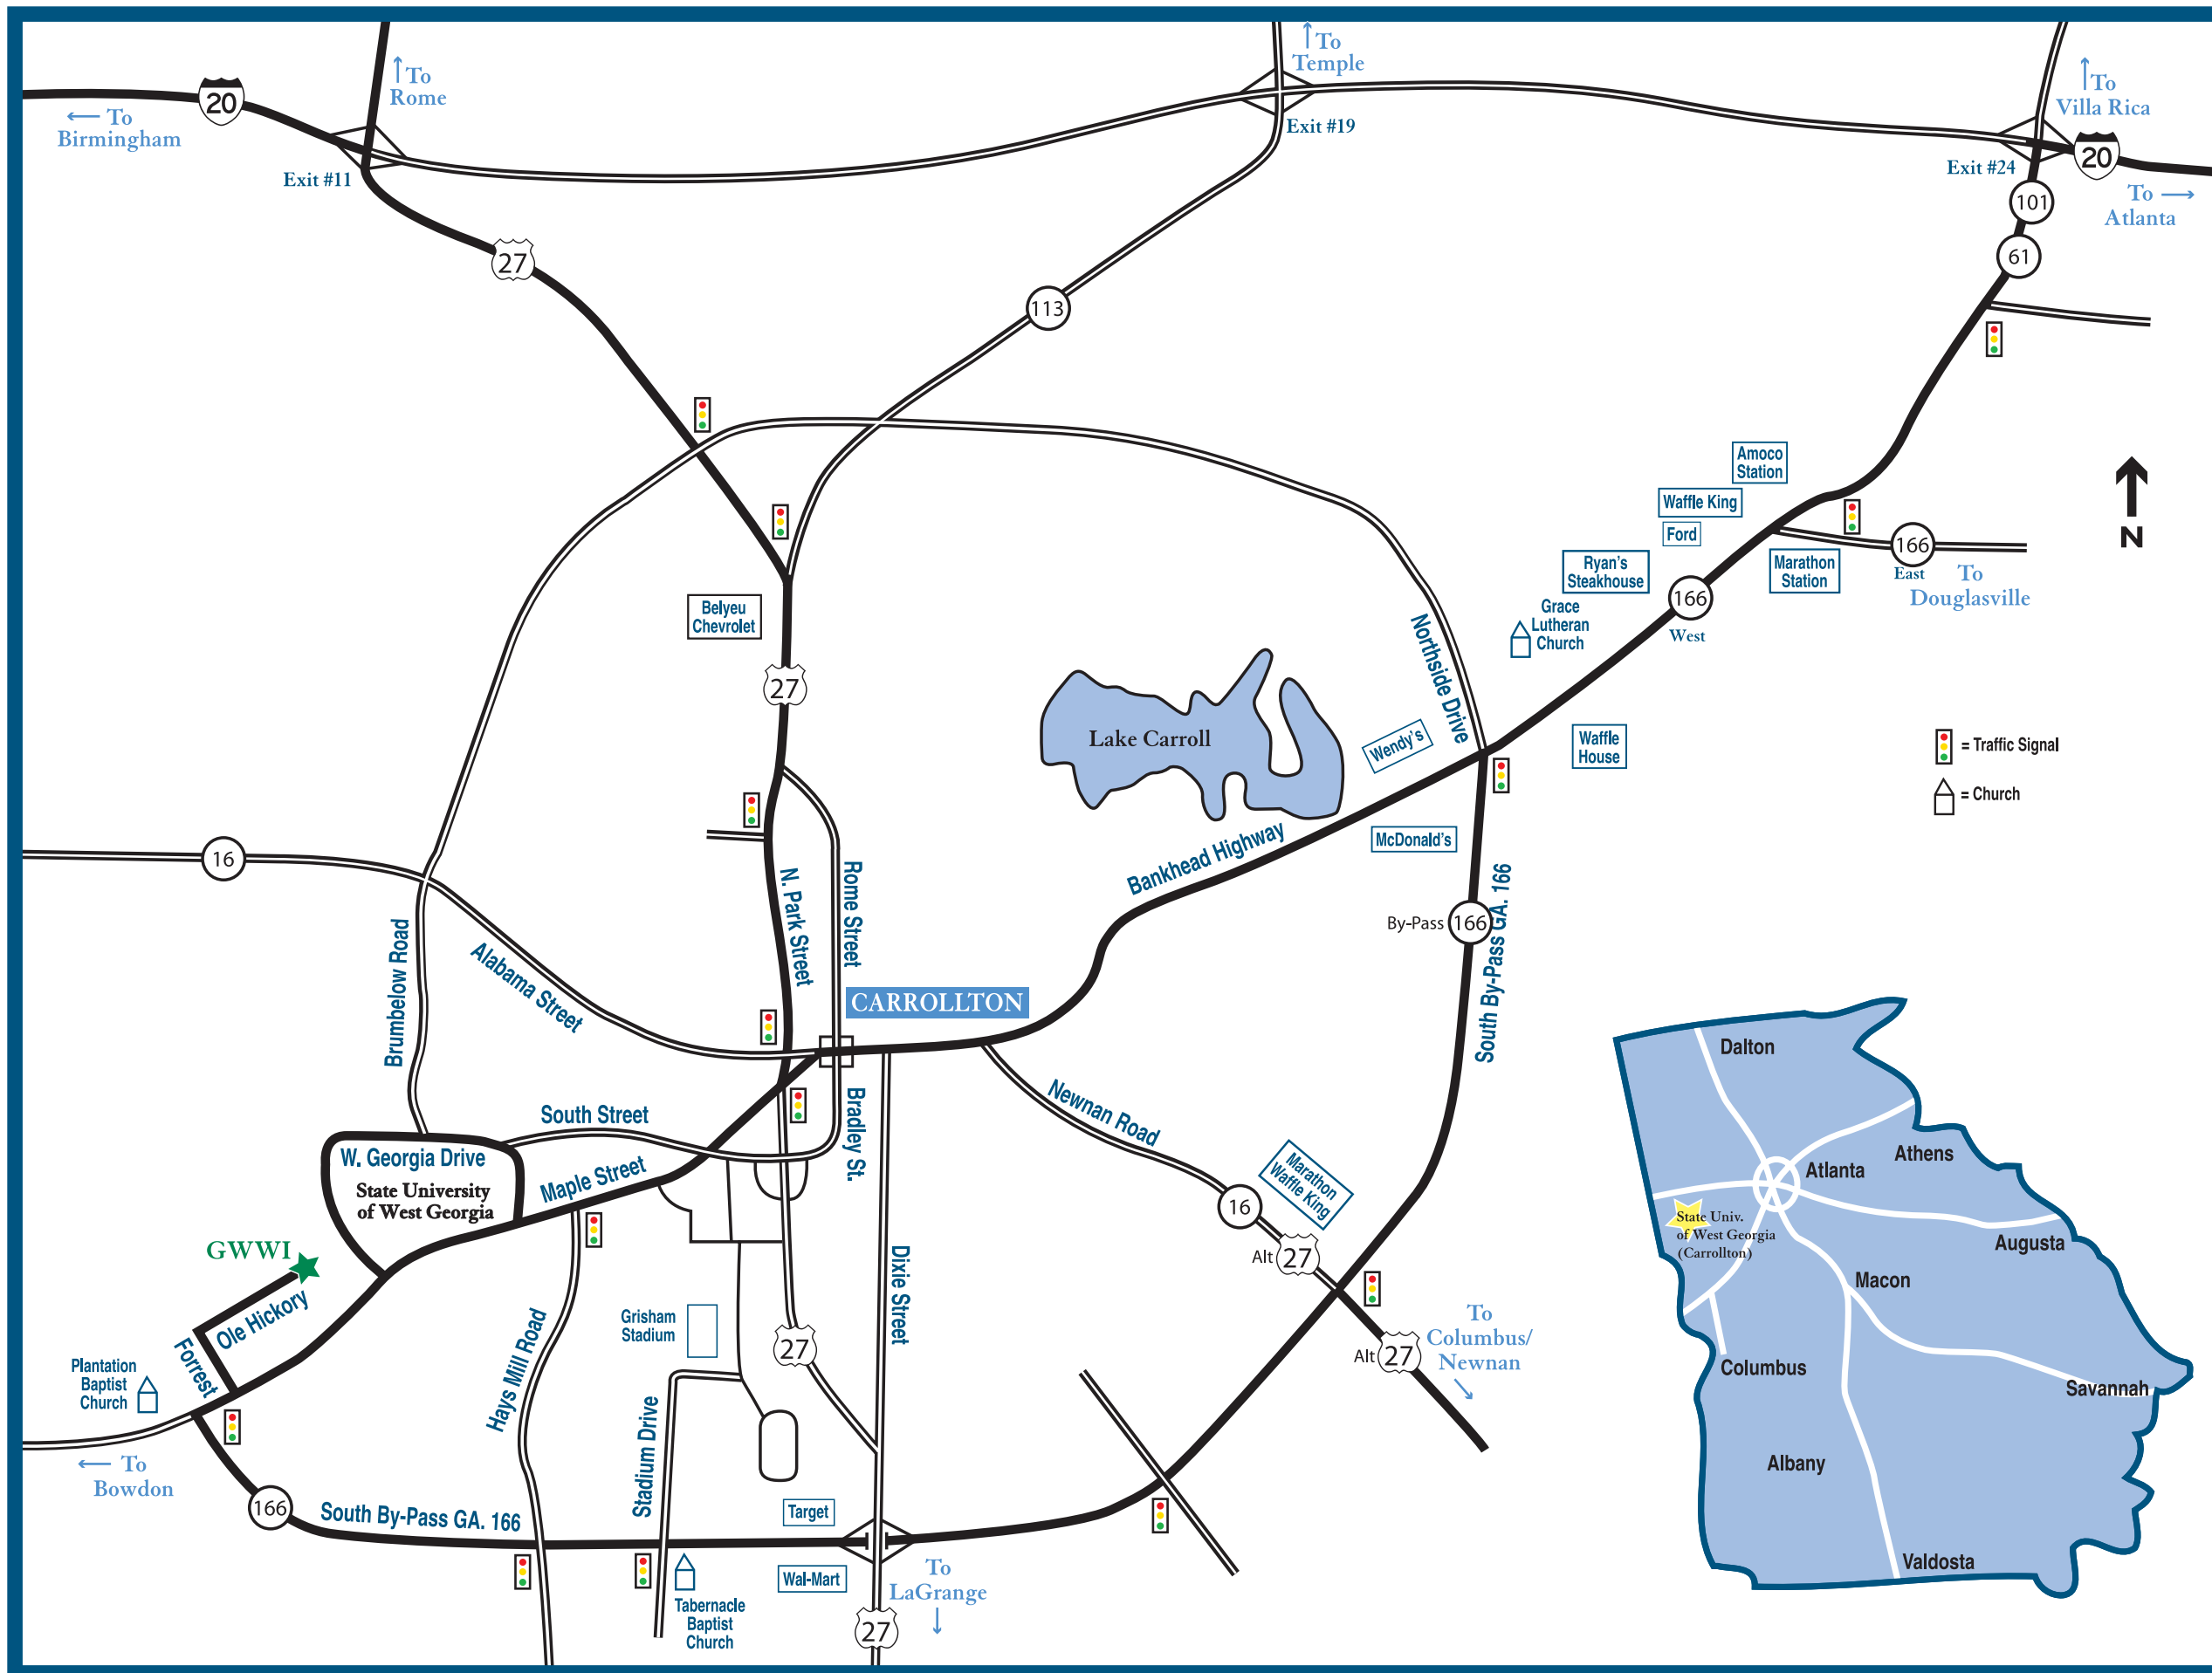 To
Rome
20
To
Birmingham
Exit #11
27
To
Temple
Exit #19
113
To
Villa Rica
20
Exit #24
To
Atlanta
101
61
Amoco
Station
Waffle King
Ford
Ryan's
Steakhouse
Marathon
Station
166
East
To
Douglasville
166
West
Grace
Lutheran
Church
N
Belyeu
Chevrolet
27
Northside Drive
Lake Carroll
Wendy's
Waffle
House
McDonald's
= Traffic Signal
= Church
16
Bankhead Highway
N. Park Street
Rome Street
By-Pass
166
South By-Pass GA. 166
Brumbelow Road
Alabama Street
CARROLLTON
South Street
Bradley St.
Newnan Road
W. Georgia Drive
State University
of West Georgia
Maple Street
Marathon
Waffle King
16
Alt
27
GWWI
Ole Hickory
Forrest
Dixie Street
Grisham
Stadium
27
Hays Mill Road
Alt
27
To
Columbus/
Newnan
Plantation
Baptist
Church
Stadium Drive
To
Bowdon
166
South By-Pass GA. 166
Target
Wal-Mart
To
LaGrange
Tabernacle
Baptist
Church
27
Dalton
Athens
Atlanta
State Univ.
of West Georgia
(Carrollton)
Augusta
Macon
Columbus
Savannah
Albany
Valdosta